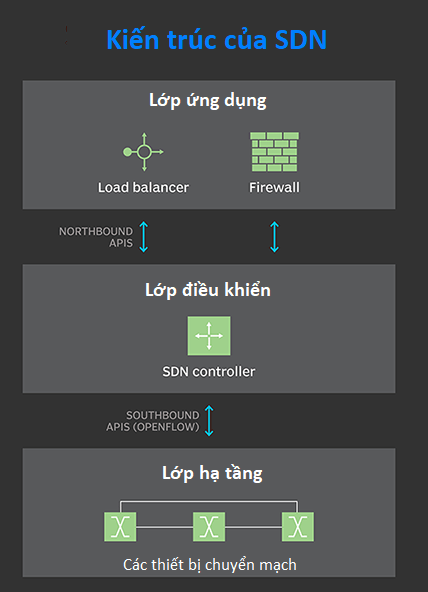 Kiến trúc của SDN
Lớp ứng dụng
Load balancer
Firewall
NORTHBOUND
APIS
Lớp điều khiển
SDN controller
SOUTHBOUND
APIS (OPENFLOW)
Lớp hạ tầng
Các thiết bị chuyển mạch